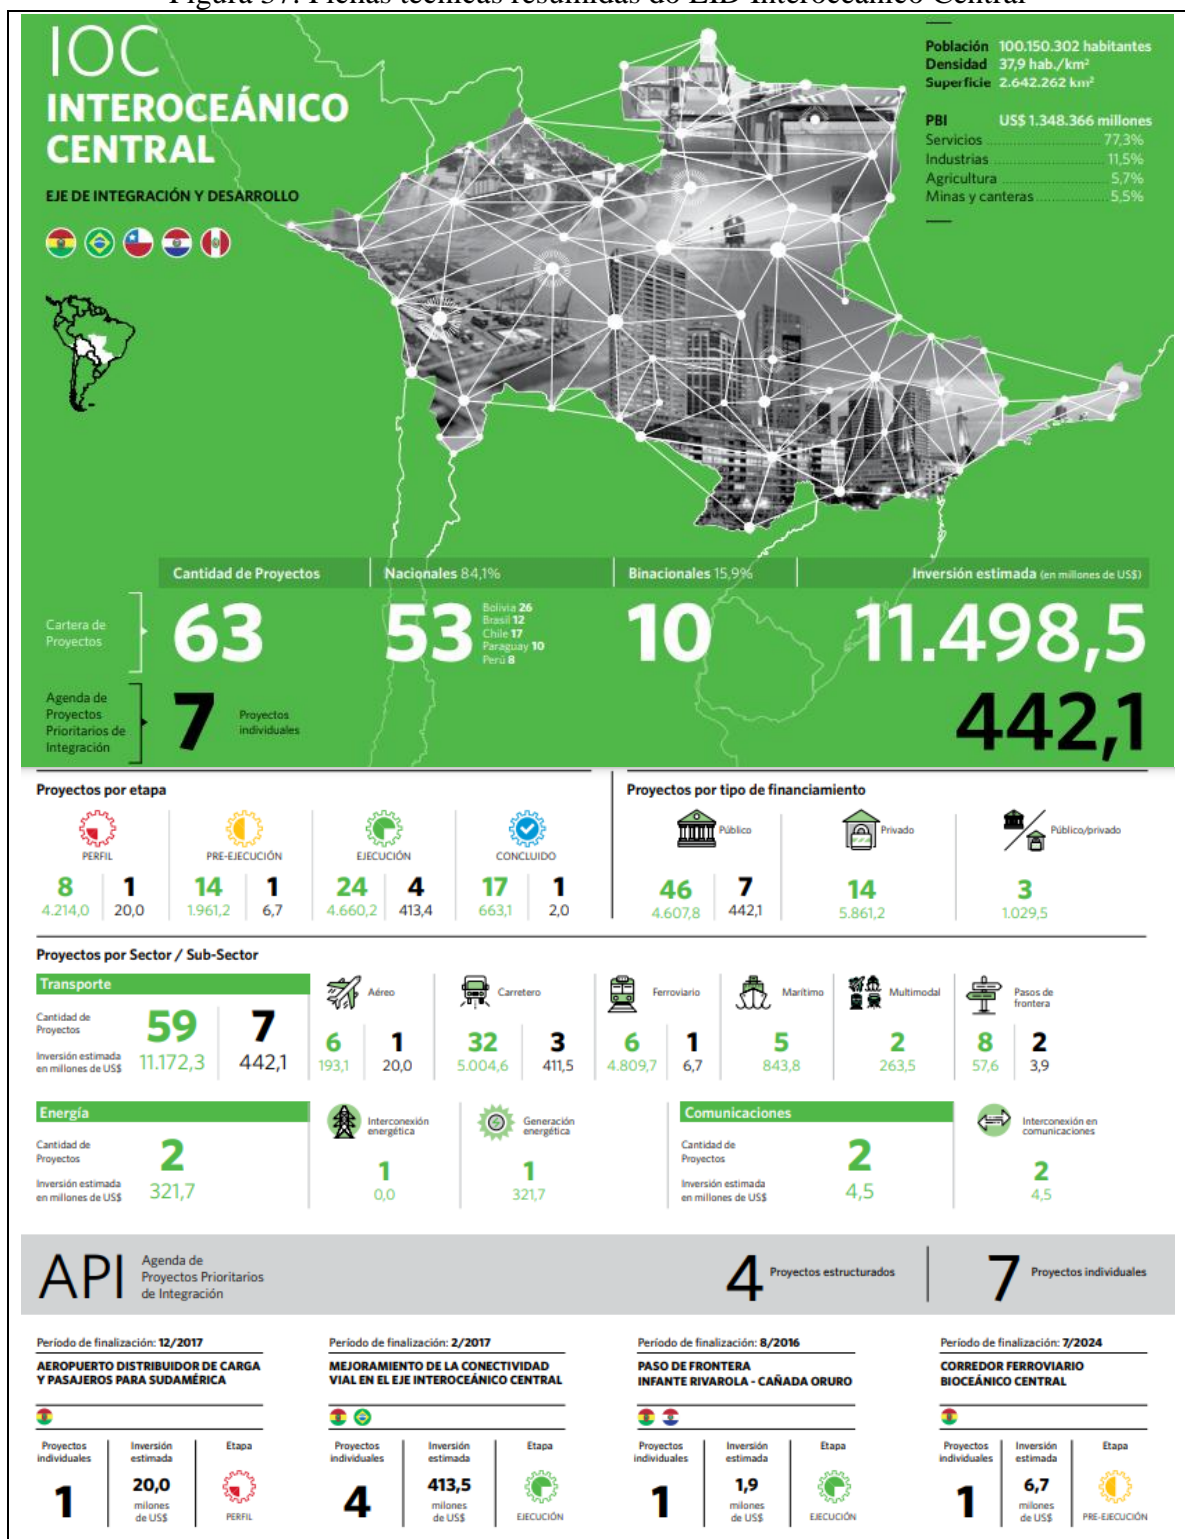 Figura 37. Fichas técnicas resumidas do EID Interoceânico Central
IOC
INTEROCEÁNICO
CENTRAL
EJE DE INTEGRACIÓN Y DESARROLLO
Población 100.150.302 habitantes
Densidad 37,9 hab./km²
Superficie 2.642.262 km²
PBI US$ 1.348.366 millones
Servicios 77,3%
Industrias 11,5%
Agricultura 5,7%
Minas y canteras 5,5%
Cantidad de Proyectos Nacionales 84,1% Binacionales 15,9% Inversión estimada (en millones de US$)
Cartera de
Proyectos
63
53
Bolivia 26
Brasil 12
Chile 17
Paraguay 10
Perú 8
10
11.498,5
Agenda de
Proyectos
Prioritarios de
Integración
7
Proyectos
individuales
442,1
Proyectos por etapa
PERFIL PRE-EJECUCIÓN EJECUCIÓN CONCLUIDO
8 1 14 1 24 4 17 1
4.214,0 20,0 1.961,2 6,7 4.660,2 413,4 663,1 2,0
Proyectos por tipo de financiamiento
Público Privado Público/privado
46 7 14 3
4.607,8 442,1 5.861,2 1.029,5
Proyectos por Sector / Sub-Sector
Transporte
Cantidad de
Proyectos
59 7
Inversión estimada
en millones de US$
11.172,3 442,1
Aéreo
6 1
193,1 20,0
Carretero
32 3
5.004,6 411,5
Ferroviario
6 1
4.809,7 6,7
Marítimo
5
843,8
Multimodal
2
263,5
Pasos de
frontera
8 2
57,6 3,9
Energía
Cantidad de
Proyectos
2
Inversión estimada
en millones de US$
321,7
Interconexión
energética
1
0,0
Generación
energética
1
321,7
Comunicaciones
Cantidad de
Proyectos
2
Inversión estimada
en millones de US$
4,5
Interconexión en
comunicaciones
2
4,5
API
Agenda de
Proyectos Prioritarios
de Integración
4 Proyectos estructurados
7 Proyectos individuales
Período de finalización: 12/2017
AEROPUERTO DISTRIBUIDOR DE CARGA
Y PASAJEROS PARA SUDAMÉRICA
Proyectos
individuales
1
Inversión
estimada
20,0
milones
de US$
Etapa
PERFIL
Período de finalización: 2/2017
MEJORAMIENTO DE LA CONECTIVIDAD
VIAL EN EL EJE INTEROCEÁNICO CENTRAL
Proyectos
individuales
4
Inversión
estimada
413,5
milones
de US$
Etapa
EJECUCIÓN
Período de finalización: 8/2016
PASO DE FRONTERA
INFANTE RIVAROLA - CAÑADA ORURO
Proyectos
individuales
1
Inversión
estimada
1,9
milones
de US$
Etapa
EJECUCIÓN
Período de finalización: 7/2024
CORREDOR FERROVIARIO
BIOCEÁNICO CENTRAL
Proyectos
individuales
1
Inversión
estimada
6,7
milones
de US$
Etapa
PRE-EJECUCIÓN